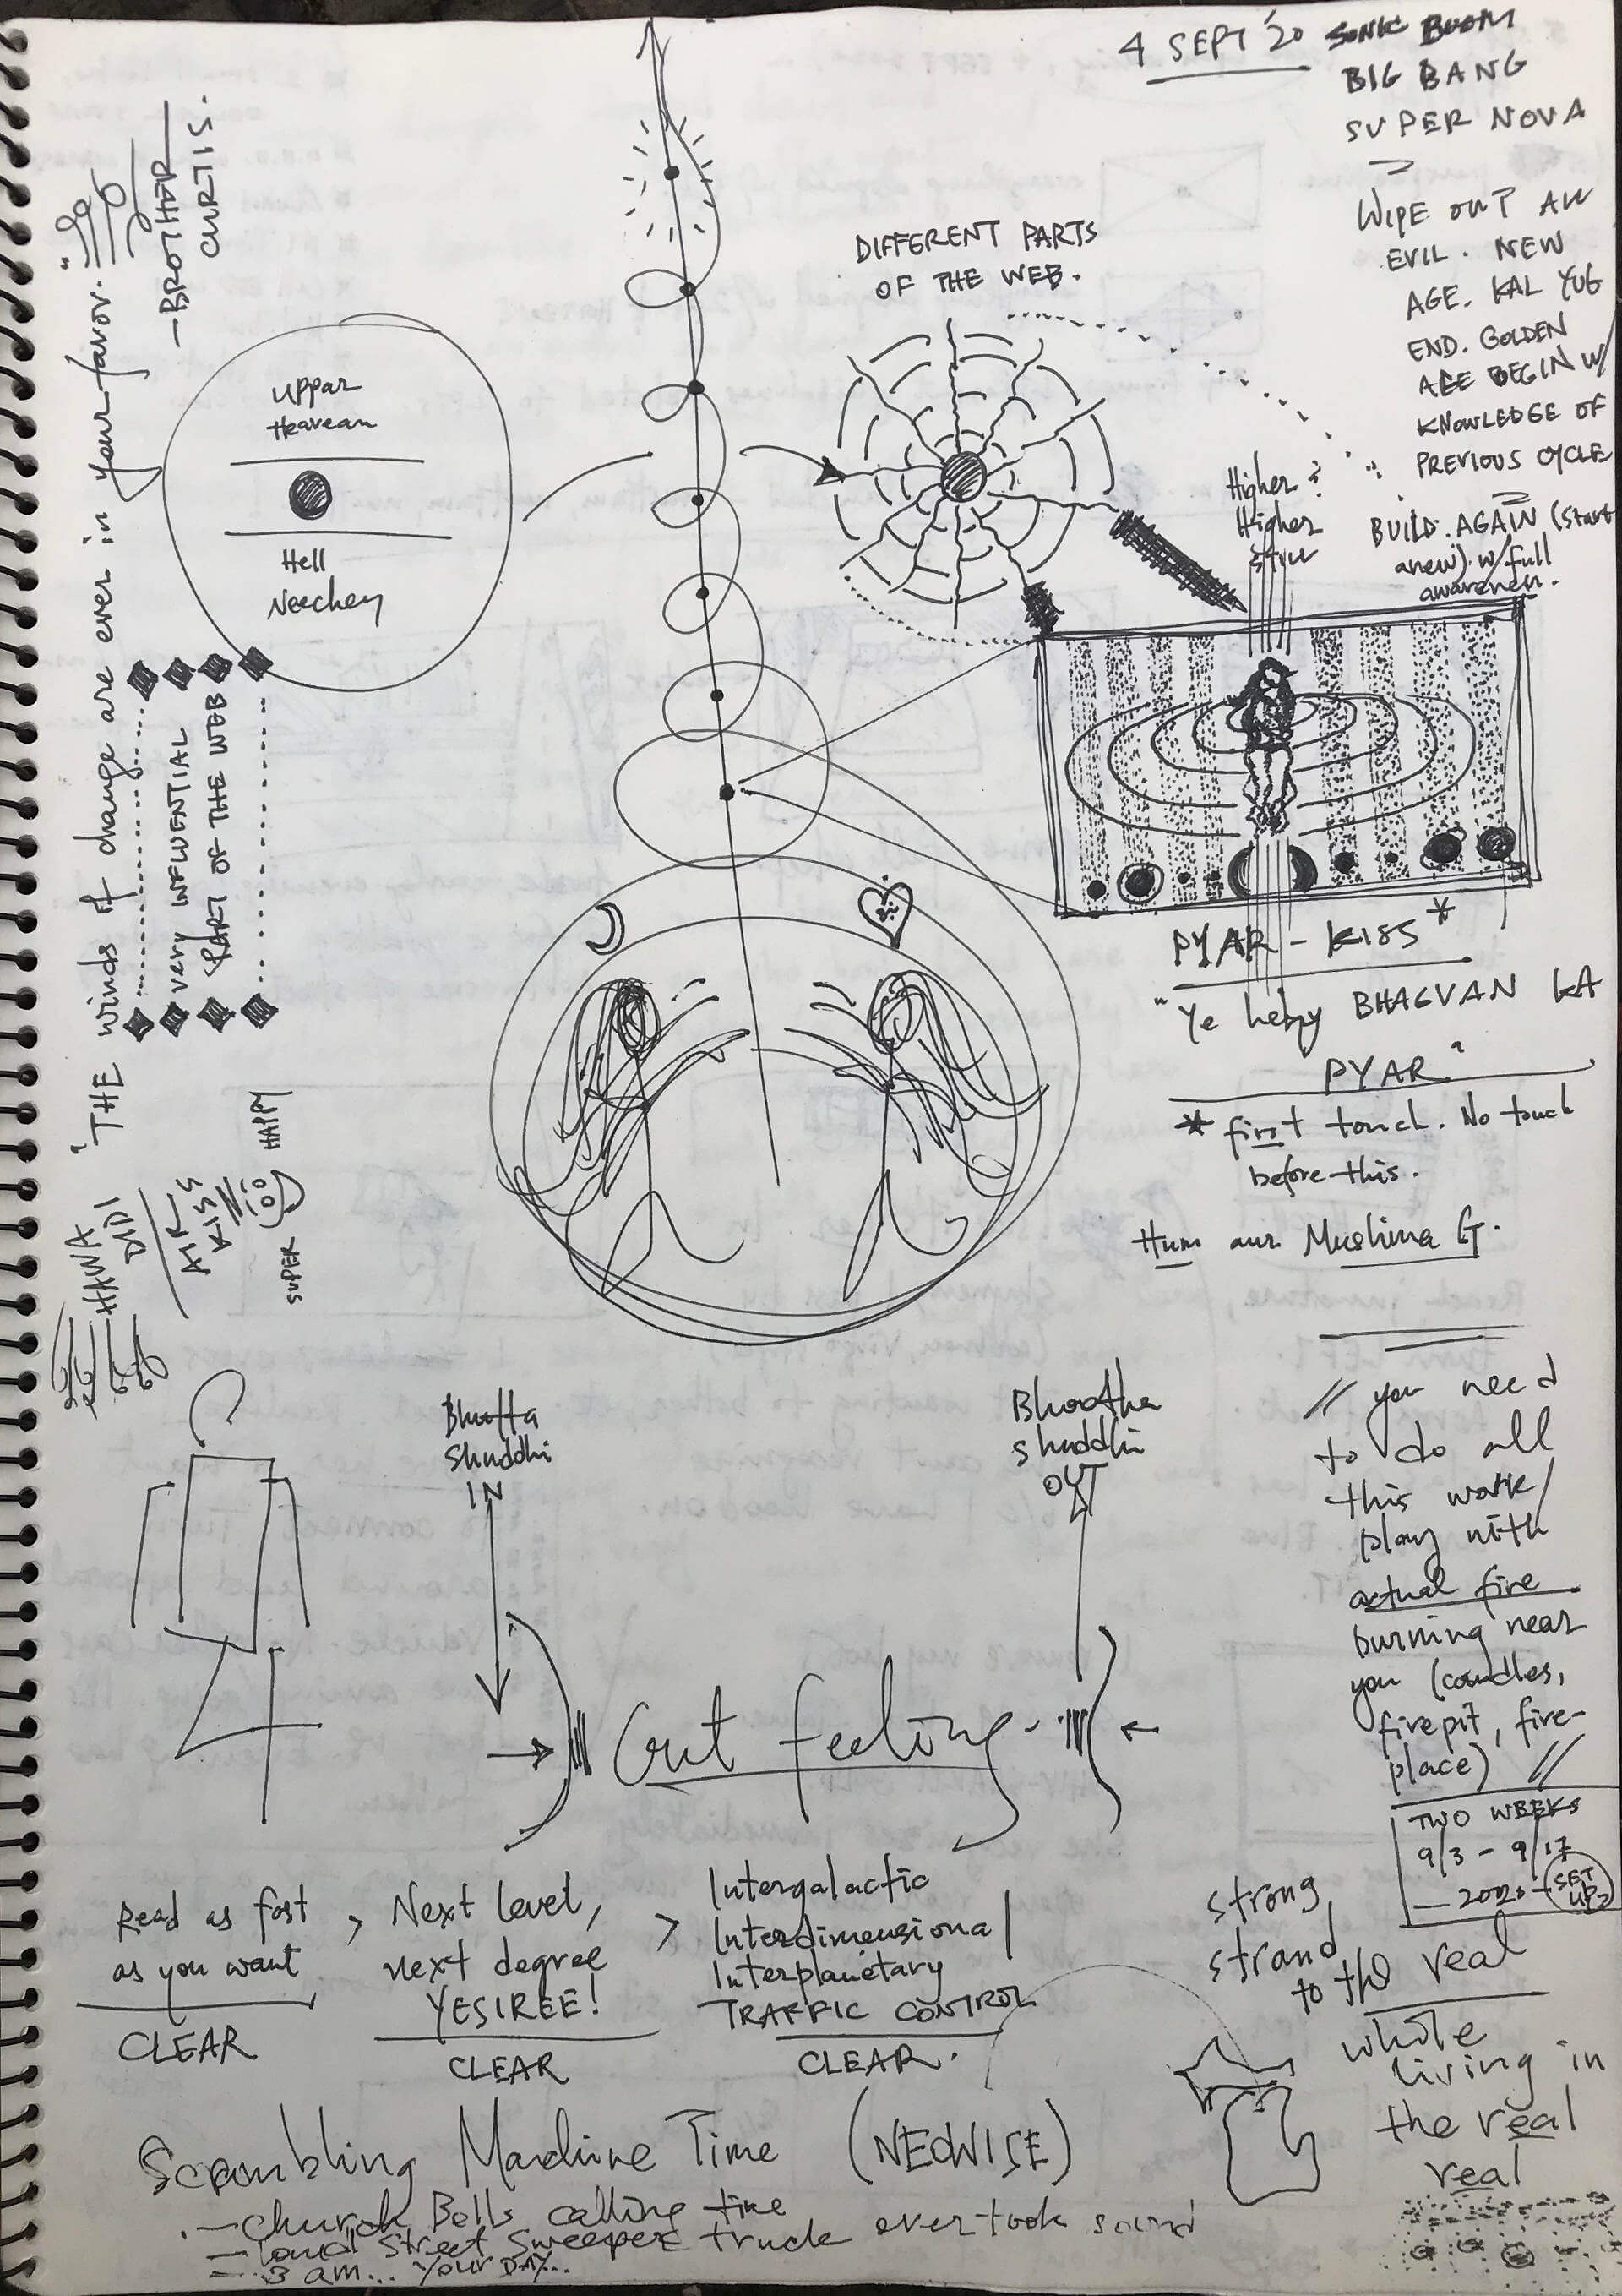 4 SEPT '20
SONIC BOOM
BIG BANG
SUPER NOVA
WIPE OUT ALL
EVIL. NEW
AGE. KAL YUG
END. GOLDEN
AGE BEGIN W/
KNOWLEDGE OF
PREVIOUS CYCLE
BUILD. AGAIN (start
anew) w/ full
awareness.
DIFFERENT PARTS
OF THE WEB.
Higher
Higher
still
"THE winds of change are ever in your favor."
—BROTHER
CURTIS.
Uppar
Heavean
Hell
Neechey
very INFLUENTIAL
PART OF THE WEB
PYAR - KISS*
"Ye heby BHAGVAN KA
PYAR"
* first touch. No touch
before this.
Hum aur Mushima G.
HAWA
DIDI
AIR
KISS
SUPER
HAPPY
Bhutta
Shuddhi
IN
Bhootha
Shuddhi
OUT
4
Gut feeling
// you need
to do all
this work/
play with
actual fire
burning near
you (candles,
firepit, fire-
place) //
TWO WEEKS
9/3 - 9/17
— 2020 —
SET
UP
Read as fast
as you want
CLEAR
> Next level,
next degree
YESIREE!
CLEAR
> Intergalactic
Interdimensional
Interplanetary
TRAFFIC CONTROL
CLEAR.
strong
strand
to the real
while
living in
the real
real
Scrambling Machine Time (NEOWISE)
— Church Bells calling time
— loud Street Sweeper truck overtook sound
— 3 am... YOUR DAY...